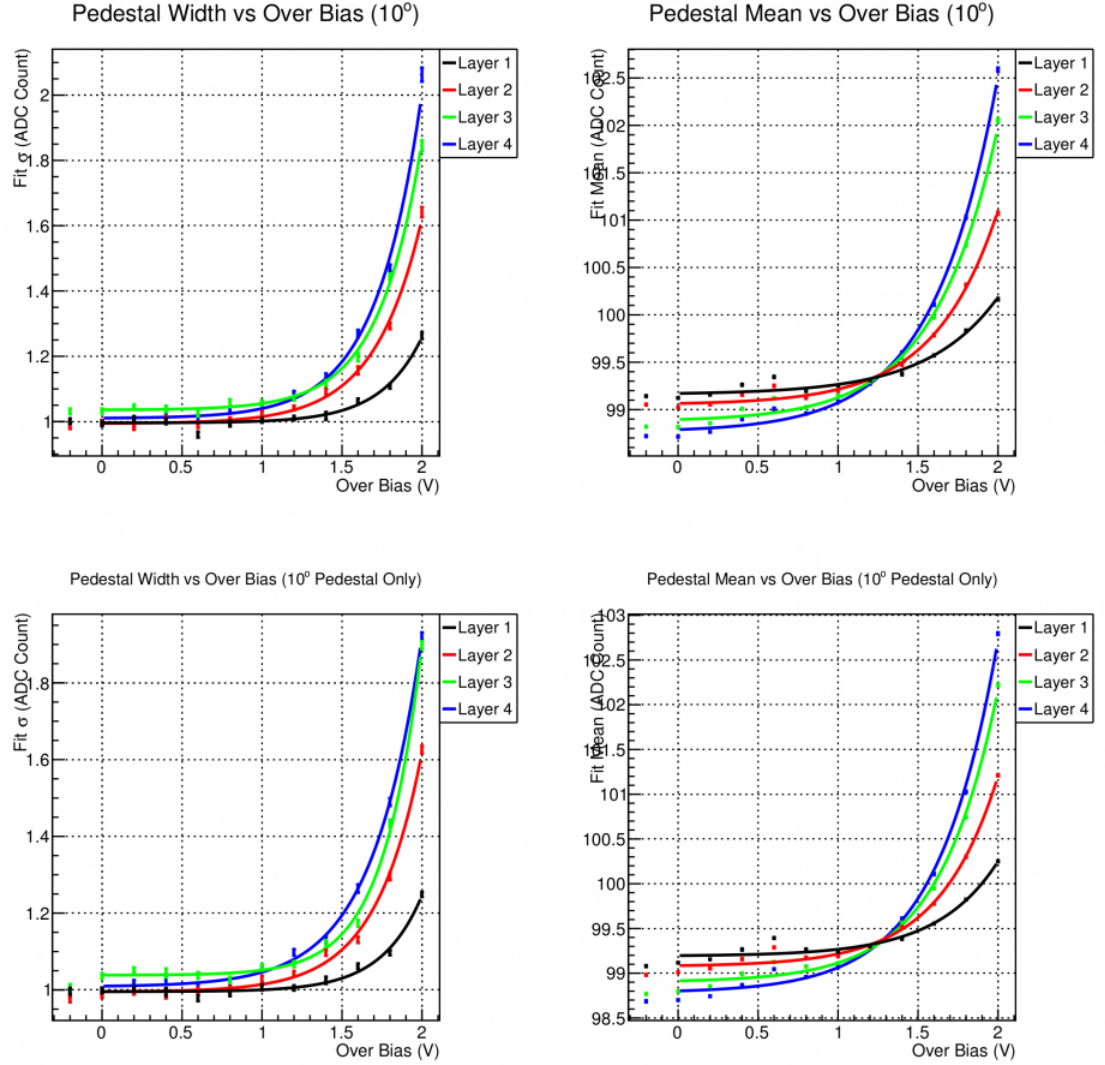 Pedestal Width vs Over Bias (10⁰)
Fit σ (ADC Count)
2
1.8
1.6
1.4
1.2
1
0
0.5
1
1.5
2
Over Bias (V)
Layer 1
Layer 2
Layer 3
Layer 4
Pedestal Mean vs Over Bias (10⁰)
Fit Mean (ADC Count)
102.5
102
101.5
101
100.5
100
99.5
99
0
0.5
1
1.5
2
Over Bias (V)
Layer 1
Layer 2
Layer 3
Layer 4
Pedestal Width vs Over Bias (10⁰ Pedestal Only)
Fit σ (ADC Count)
1.8
1.6
1.4
1.2
1
0
0.5
1
1.5
2
Over Bias (V)
Layer 1
Layer 2
Layer 3
Layer 4
Pedestal Mean vs Over Bias (10⁰ Pedestal Only)
Fit Mean (ADC Count)
103
102.5
102
101.5
101
100.5
100
99.5
99
98.5
0
0.5
1
1.5
2
Over Bias (V)
Layer 1
Layer 2
Layer 3
Layer 4